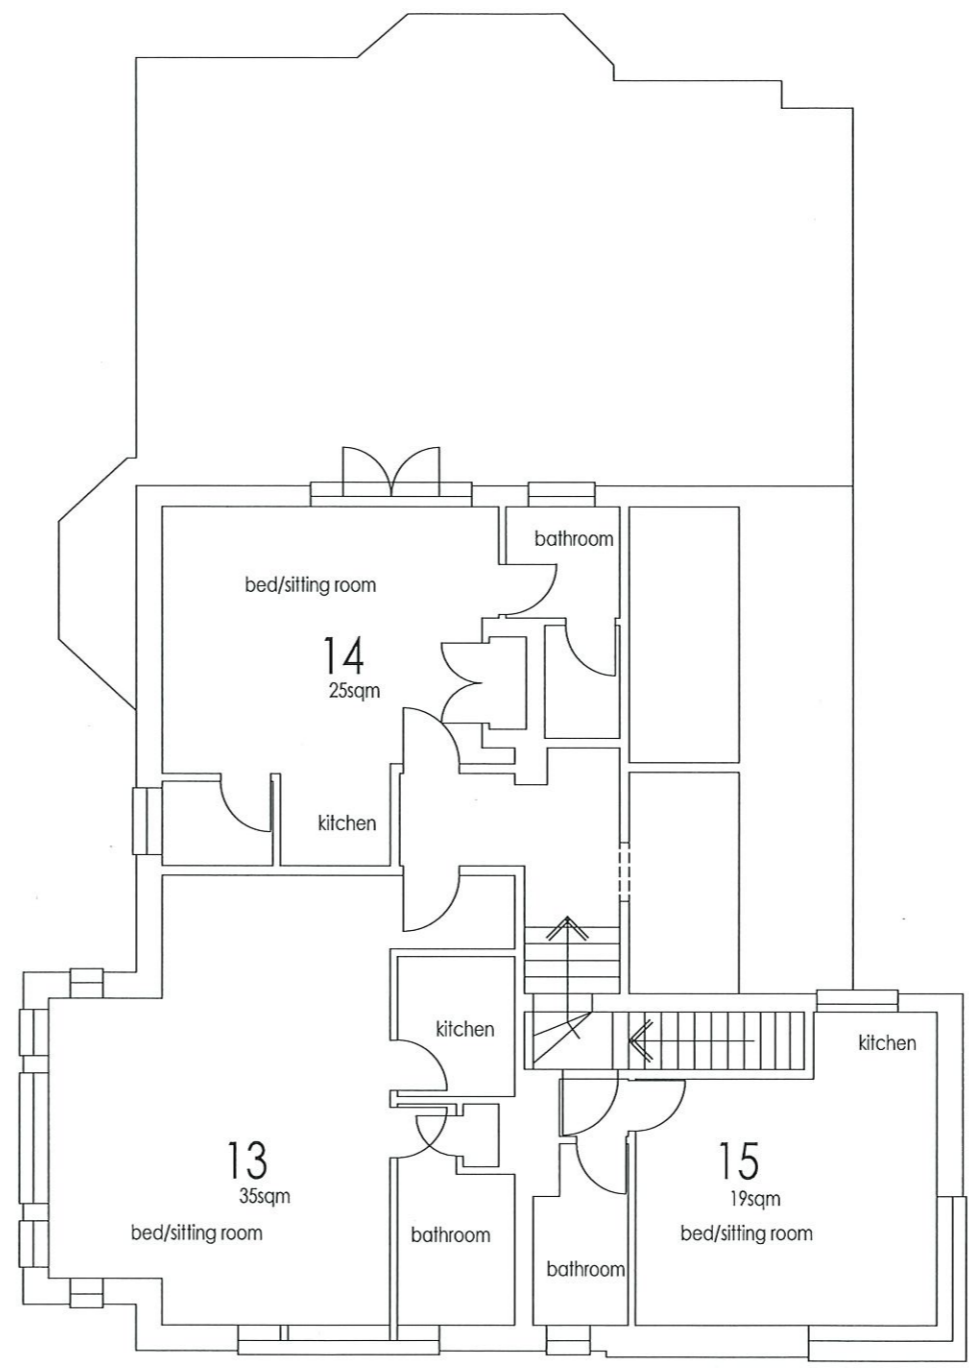 bathroom
bed/sitting room
14
25sqm
kitchen
kitchen
kitchen
13
35sqm
15
19sqm
bed/sitting room
bathroom
bed/sitting room
bathroom